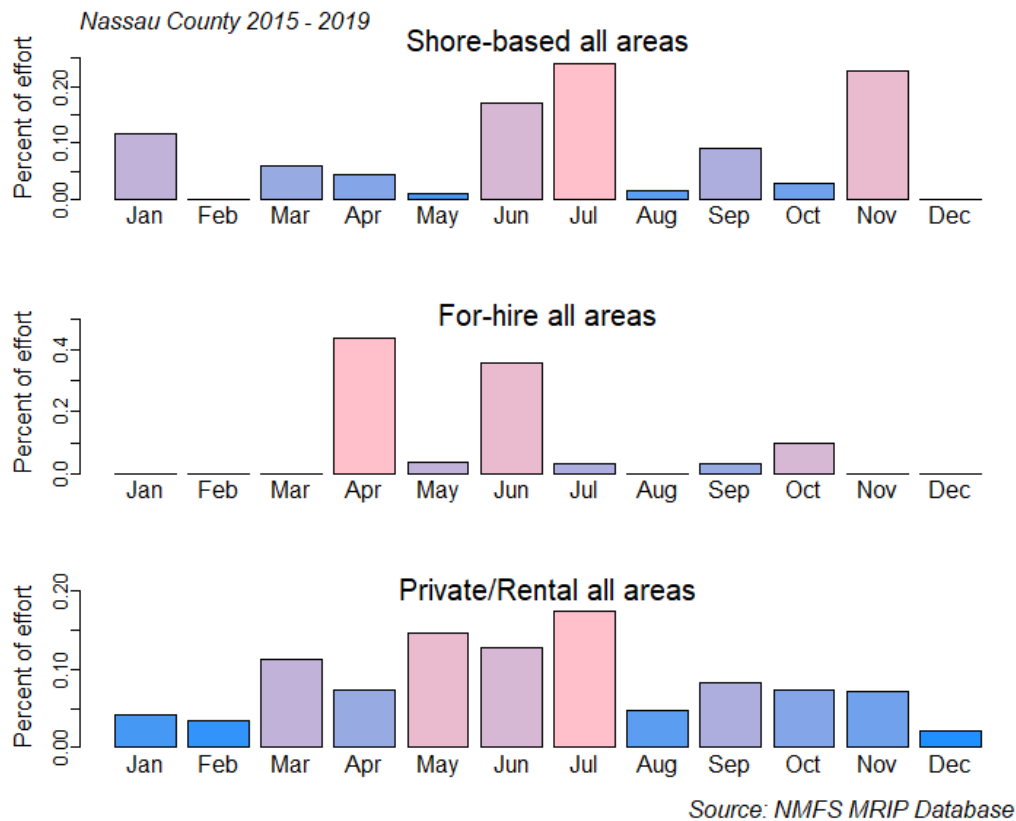 Nassau County 2015 - 2019
Shore-based all areas
Percent of effort
0.00 0.10 0.20
Jan Feb Mar Apr May Jun Jul Aug Sep Oct Nov Dec
For-hire all areas
Percent of effort
0.0 0.2 0.4
Jan Feb Mar Apr May Jun Jul Aug Sep Oct Nov Dec
Private/Rental all areas
Percent of effort
0.00 0.10 0.20
Jan Feb Mar Apr May Jun Jul Aug Sep Oct Nov Dec
Source: NMFS MRIP Database